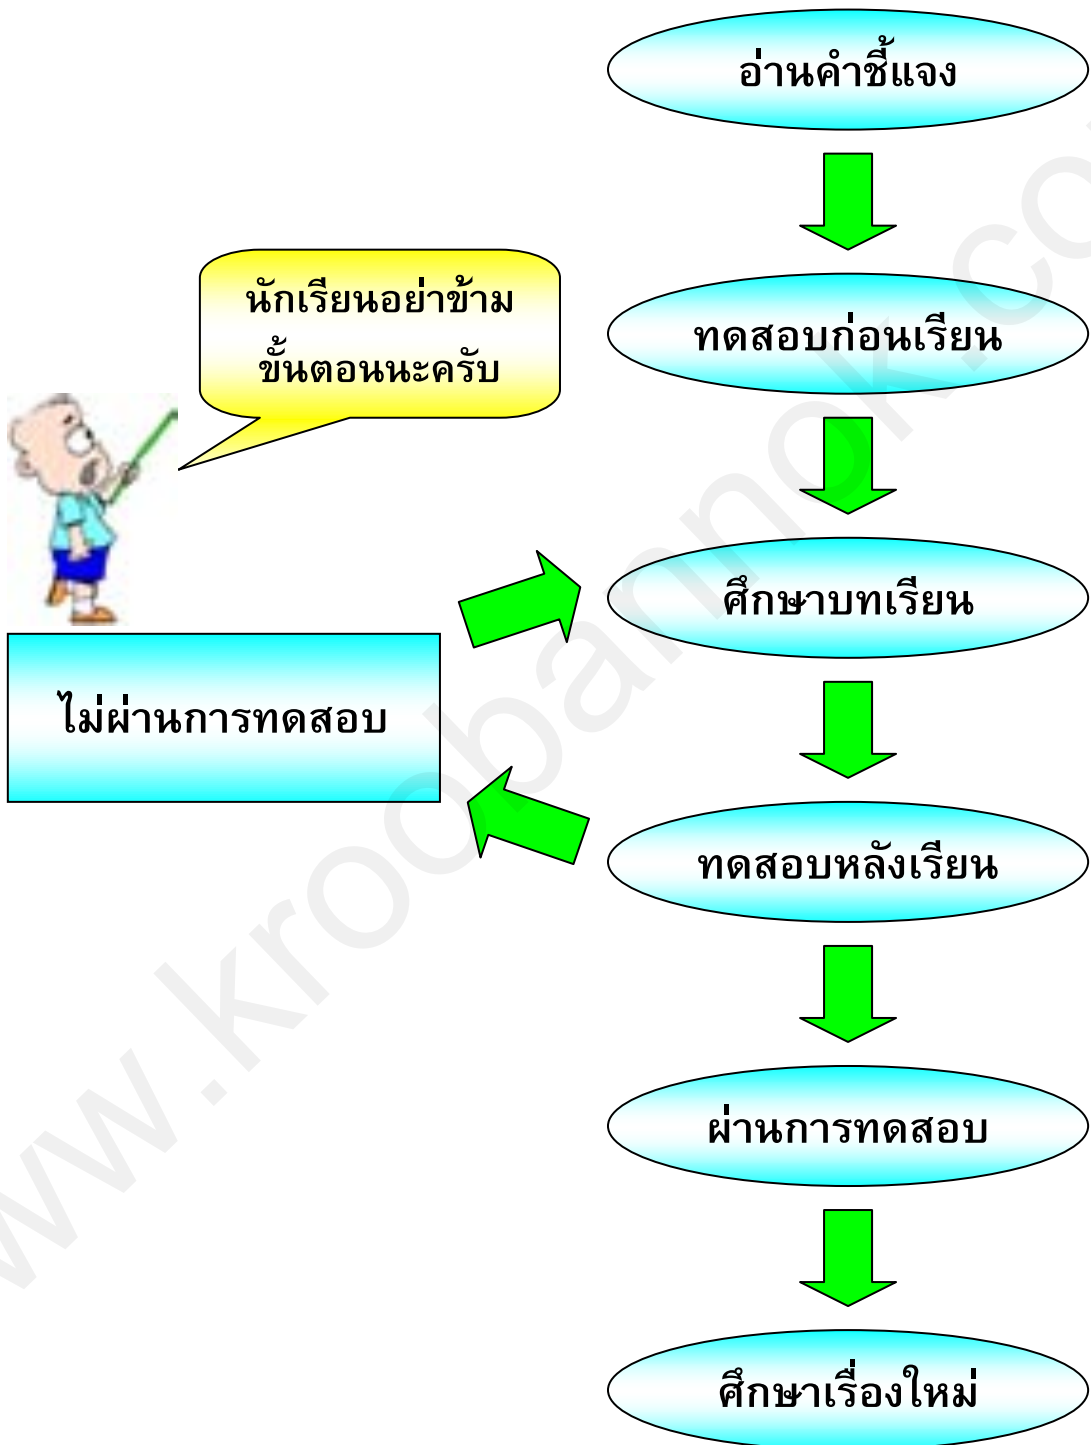 อ่านคำชี้แจง
นักเรียนอย่าข้าม
ขั้นตอนนะครับ
ทดสอบก่อนเรียน
ศึกษาบทเรียน
ไม่ผ่านการทดสอบ
ทดสอบหลังเรียน
ผ่านการทดสอบ
ศึกษาเรื่องใหม่
www.kroobannok.com